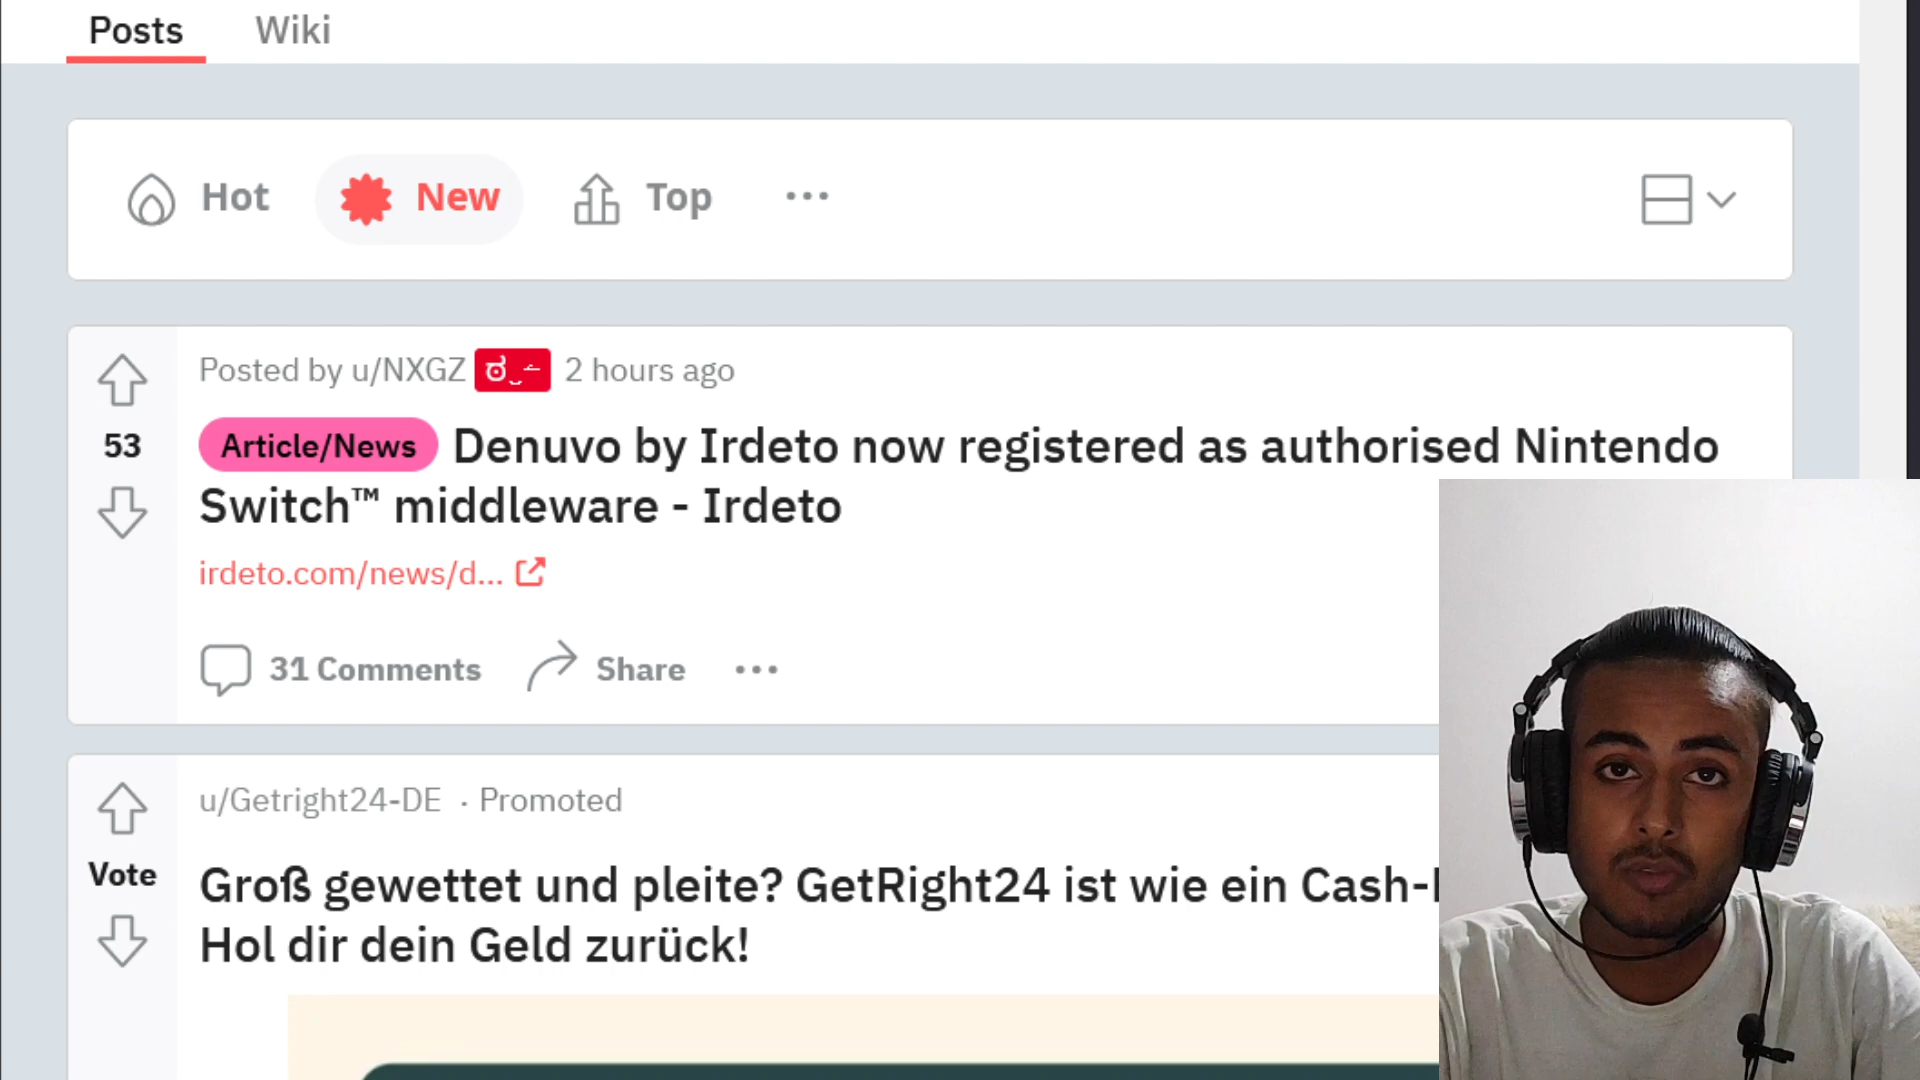 Posts Wiki
Hot New Top
Posted by u/NXGZ ಠ‿↼ 2 hours ago
53
Article/News Denuvo by Irdeto now registered as authorised Nintendo
Switch™ middleware - Irdeto
irdeto.com/news/d...
31 Comments Share
u/Getright24-DE · Promoted
Vote
Groß gewettet und pleite? GetRight24 ist wie ein Cash-
Hol dir dein Geld zurück!